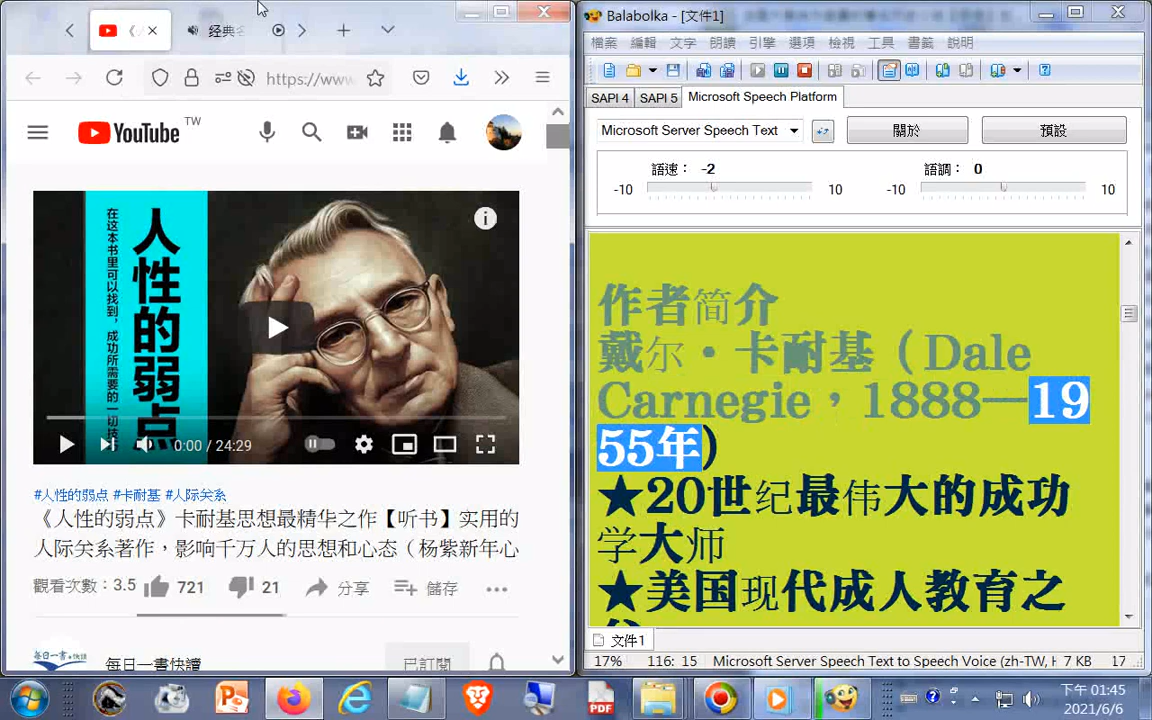 经典名
https://www.
YouTube TW
在这本书里可以找到，成功所需要的一切技
人性的弱点
0:00 / 24:29
#人性的弱点 #卡耐基 #人际关系
《人性的弱点》卡耐基思想最精华之作【听书】实用的
人际关系著作，影响千万人的思想和心态（杨紫新年心
觀看次數：3.5 721 21 分享 儲存
每日一書•快讀
每日一書快讀 已訂閱
Balabolka - [文件1]
檔案 編輯 文字 朗讀 引擎 選項 檢視 工具 書籤 說明
SAPI 4 SAPI 5 Microsoft Speech Platform
Microsoft Server Speech Text 關於 預設
語速： -2 語調： 0
-10 10 -10 10
作者简介
戴尔·卡耐基（Dale
Carnegie，1888—19
55年）
★20世纪最伟大的成功
学大师
★美国现代成人教育之
文件1
17% 116: 15 Microsoft Server Speech Text to Speech Voice (zh-TW, H 7 KB 17
PDF
下午 01:45
2021/6/6